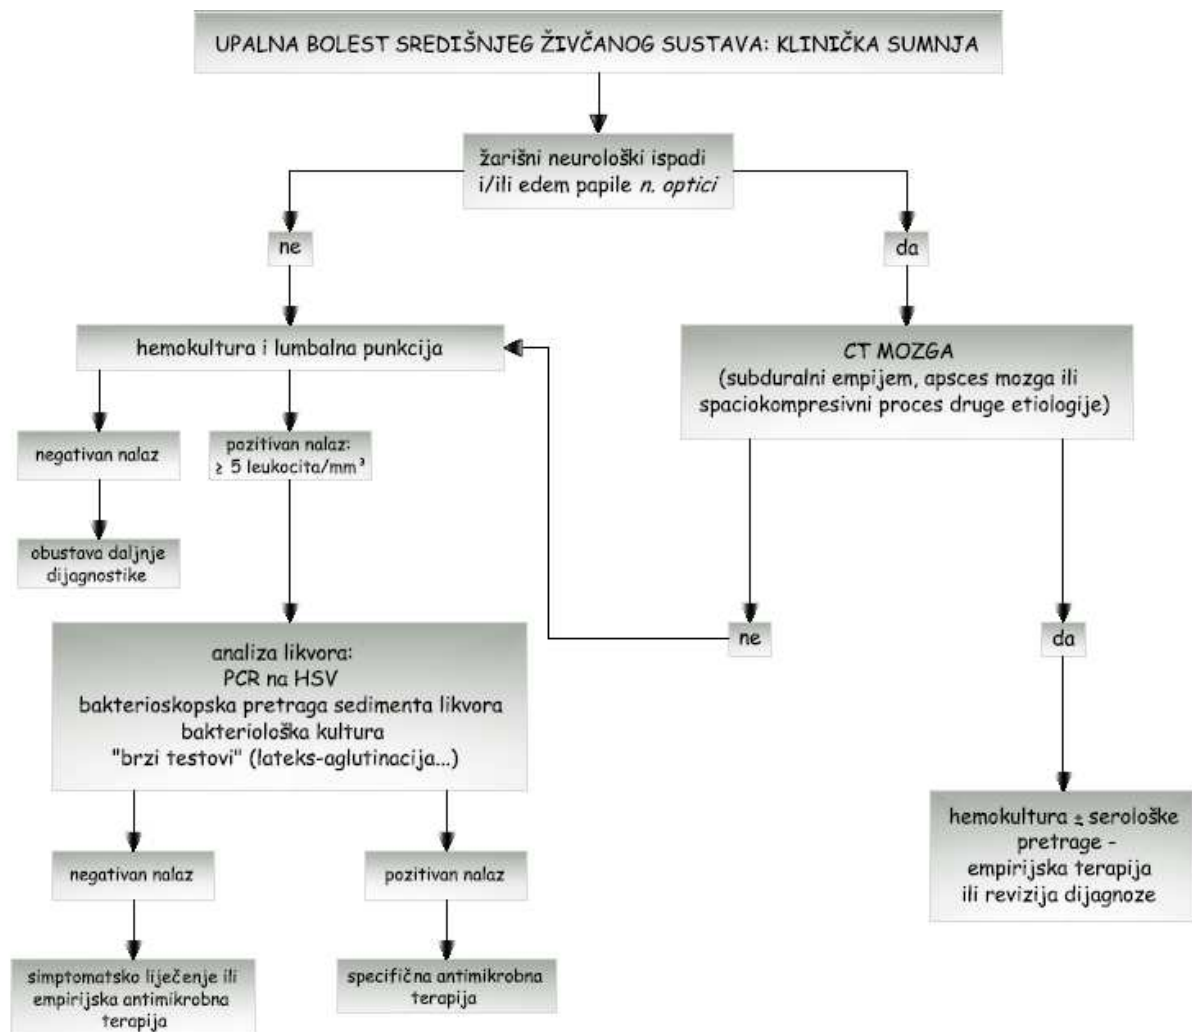 UPALNA BOLEST SREDIŠNJEG ŽIVČANOG SUSTAVA: KLINIČKA SUMNJA
žarišni neurološki ispadi
i/ili edem papile n. optici
ne
da
hemokultura i lumbalna punkcija
CT MOZGA
(subduralni empijem, apsces mozga ili
spaciokompresivni proces druge etiologije)
negativan nalaz
pozitivan nalaz:
≥ 5 leukocita/mm³
obustava daljnje
dijagnostike
ne
da
analiza likvora:
PCR na HSV
bakterioskopska pretraga sedimenta likvora
bakteriološka kultura
"brzi testovi" (lateks-aglutinacija...)
hemokultura ± serološke
pretrage -
empirijska terapija
ili revizija dijagnoze
negativan nalaz
pozitivan nalaz
simptomatsko liječenje ili
empirijska antimikrobna
terapija
specifična antimikrobna
terapija